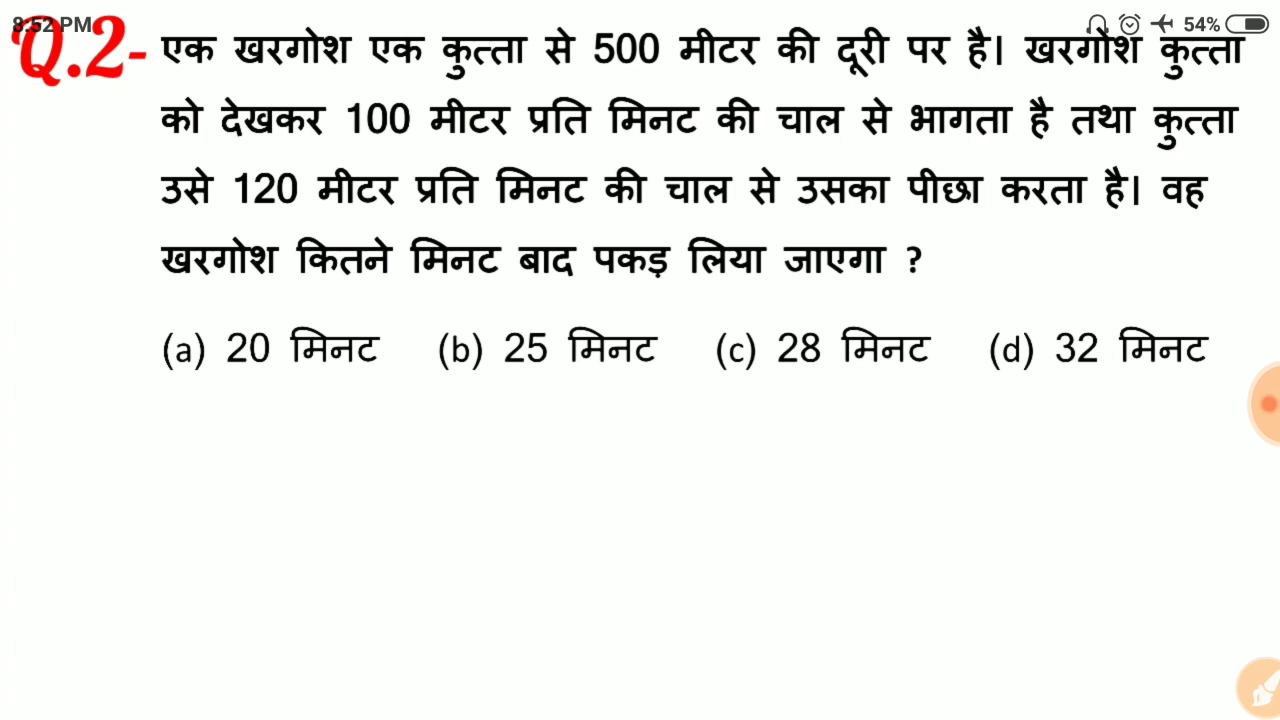 8:52 PM 54%
Q.2- एक खरगोश एक कुत्ता से 500 मीटर की दूरी पर है। खरगोश कुत्ता
को देखकर 100 मीटर प्रति मिनट की चाल से भागता है तथा कुत्ता
उसे 120 मीटर प्रति मिनट की चाल से उसका पीछा करता है। वह
खरगोश कितने मिनट बाद पकड़ लिया जाएगा ?
(a) 20 मिनट (b) 25 मिनट (c) 28 मिनट (d) 32 मिनट